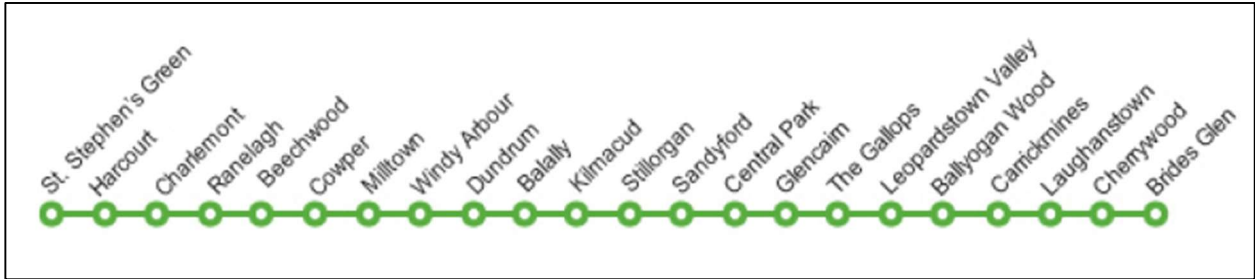 St. Stephen's Green
Harcourt
Charlemont
Ranelagh
Beechwood
Cowper
Milltown
Windy Arbour
Dundrum
Balally
Kilmacud
Stillorgan
Sandyford
Central Park
Glencairn
The Gallops
Leopardstown Valley
Ballyogan Wood
Carrickmines
Laughanstown
Cherrywood
Brides Glen